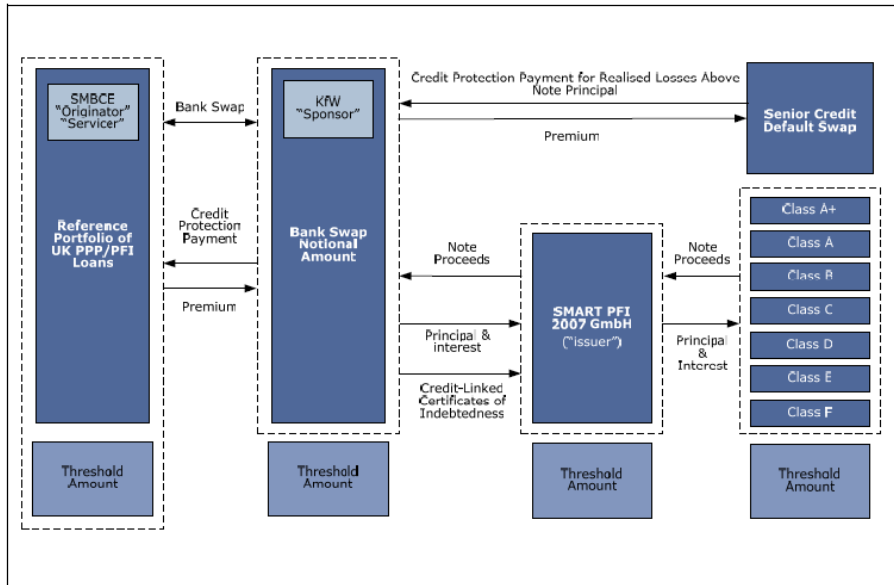 SMBCE
"Originator"
"Servicer"
Reference
Portfolio of
UK PPP/PFI
Loans
Threshold
Amount
Bank Swap
Credit
Protection
Payment
Premium
KfW
"Sponsor"
Bank Swap
Notional
Amount
Threshold
Amount
Credit Protection Payment for Realised Losses Above
Note Principal
Premium
Senior Credit
Default Swap
Note
Proceeds
Principal &
interest
Credit-Linked
Certificates of
Indebtedness
SMART PFI
2007 GmbH
("issuer")
Threshold
Amount
Note
Proceeds
Principal
&
Interest
Class A+
Class A
Class B
Class C
Class D
Class E
Class F
Threshold
Amount